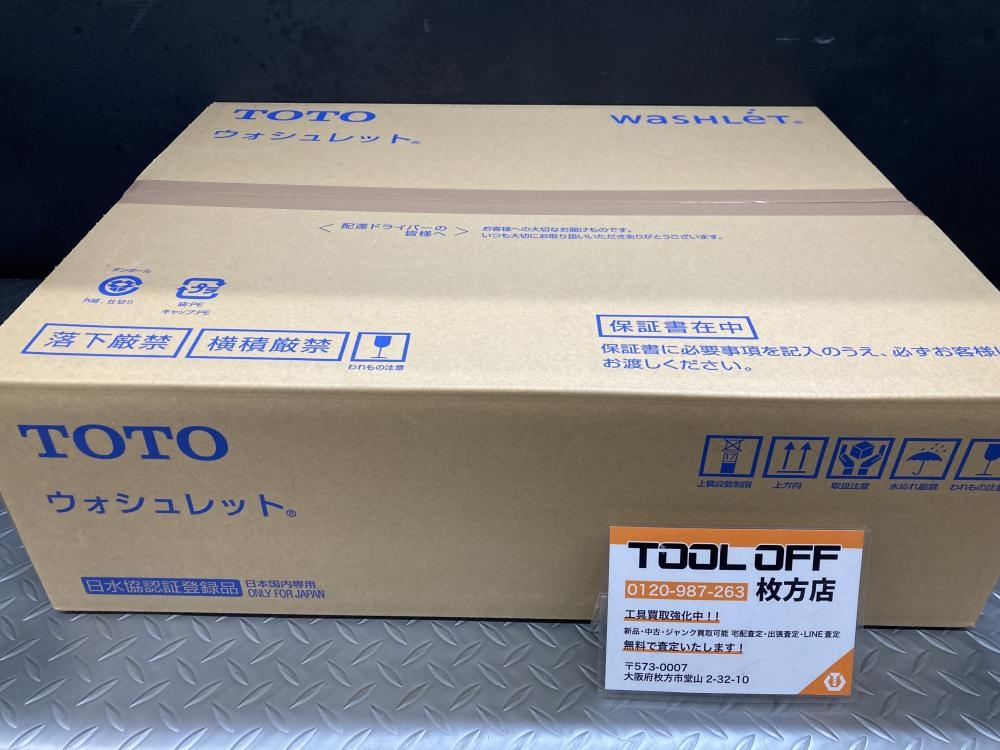 TOTO
ウォシュレット®
WASHLET®
<配達ドライバーの
皆様へ>
お客様への大切なお届けものです。
いつも大切にお取り扱いいただきありがとうございます。
ダンボール
外箱、仕切り
プラ
袋:PE
キャップ:PE
落下厳禁
横積厳禁
われもの注意
保証書在中
保証書に必要事項を記入のうえ、必ずお客様に
お渡しください。
TOTO
ウォシュレット®
17
上積段数制限
上方向
取扱注意
水ぬれ厳禁
われもの注意
日水協認証登録品
日本国内専用
ONLY FOR JAPAN
TOOL OFF
0120-987-263 枚方店
工具買取強化中!!
新品・中古・ジャンク買取可能 宅配査定・出張査定・LINE査定
無料で査定いたします!
〒573-0007
大阪府枚方市堂山 2-32-10